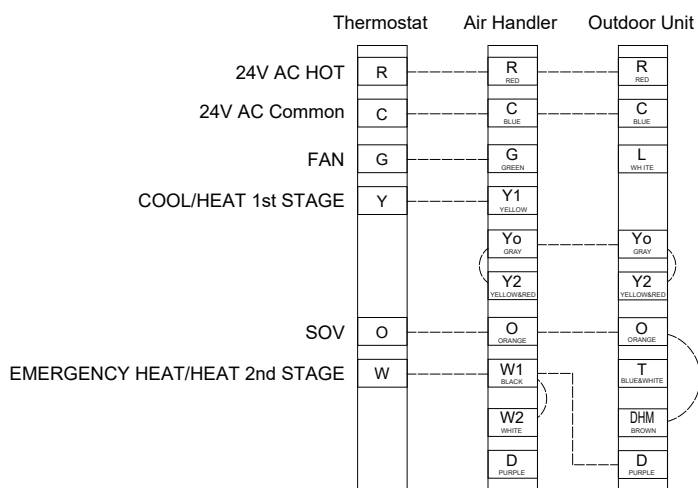 Thermostat Air Handler Outdoor Unit
24V AC HOT R R R
RED RED
24V AC Common C C C
BLUE BLUE
FAN G G L
GREEN WH ITE
COOL/HEAT 1st STAGE Y Y1
YELLOW
Yo Yo
GRAY GRAY
Y2 Y2
YELLOW&RED YELLOW&RED
SOV O O O
ORANGE ORANGE
EMERGENCY HEAT/HEAT 2nd STAGE W W1 T
BLACK BLUE&WHITE
W2 DHM
WHITE BROWN
D D
PURPLE PURPLE